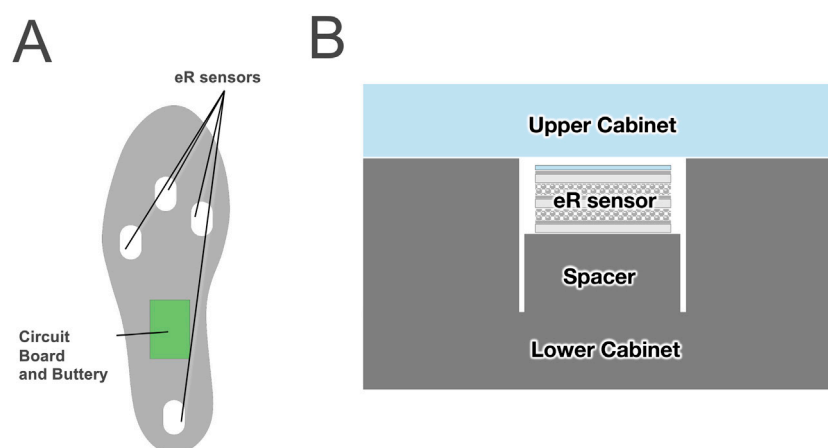 A
eR sensors
Circuit
Board
and Buttery
B
Upper Cabinet
eR sensor
Spacer
Lower Cabinet